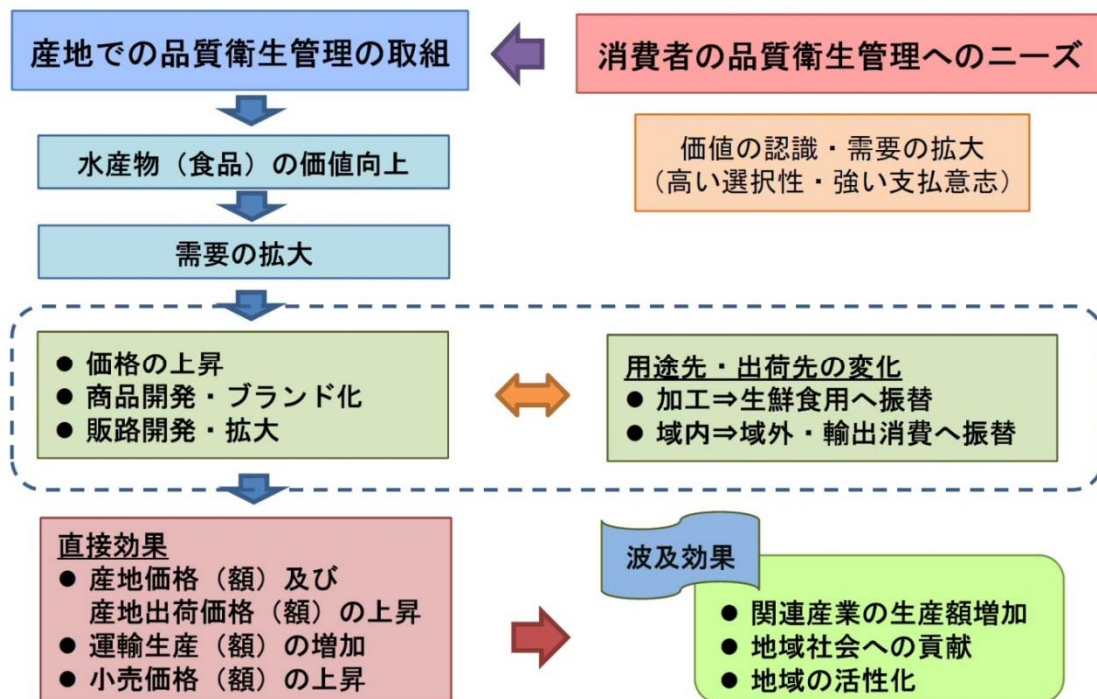 産地での品質衛生管理の取組
消費者の品質衛生管理へのニーズ
水産物（食品）の価値向上
価値の認識・需要の拡大
（高い選択性・強い支払意志）
需要の拡大
● 価格の上昇
● 商品開発・ブランド化
● 販路開発・拡大
用途先・出荷先の変化
● 加工⇒生鮮食用へ振替
● 域内⇒域外・輸出消費へ振替
直接効果
● 産地価格（額）及び
産地出荷価格（額）の上昇
● 運輸生産（額）の増加
● 小売価格（額）の上昇
波及効果
● 関連産業の生産額増加
● 地域社会への貢献
● 地域の活性化